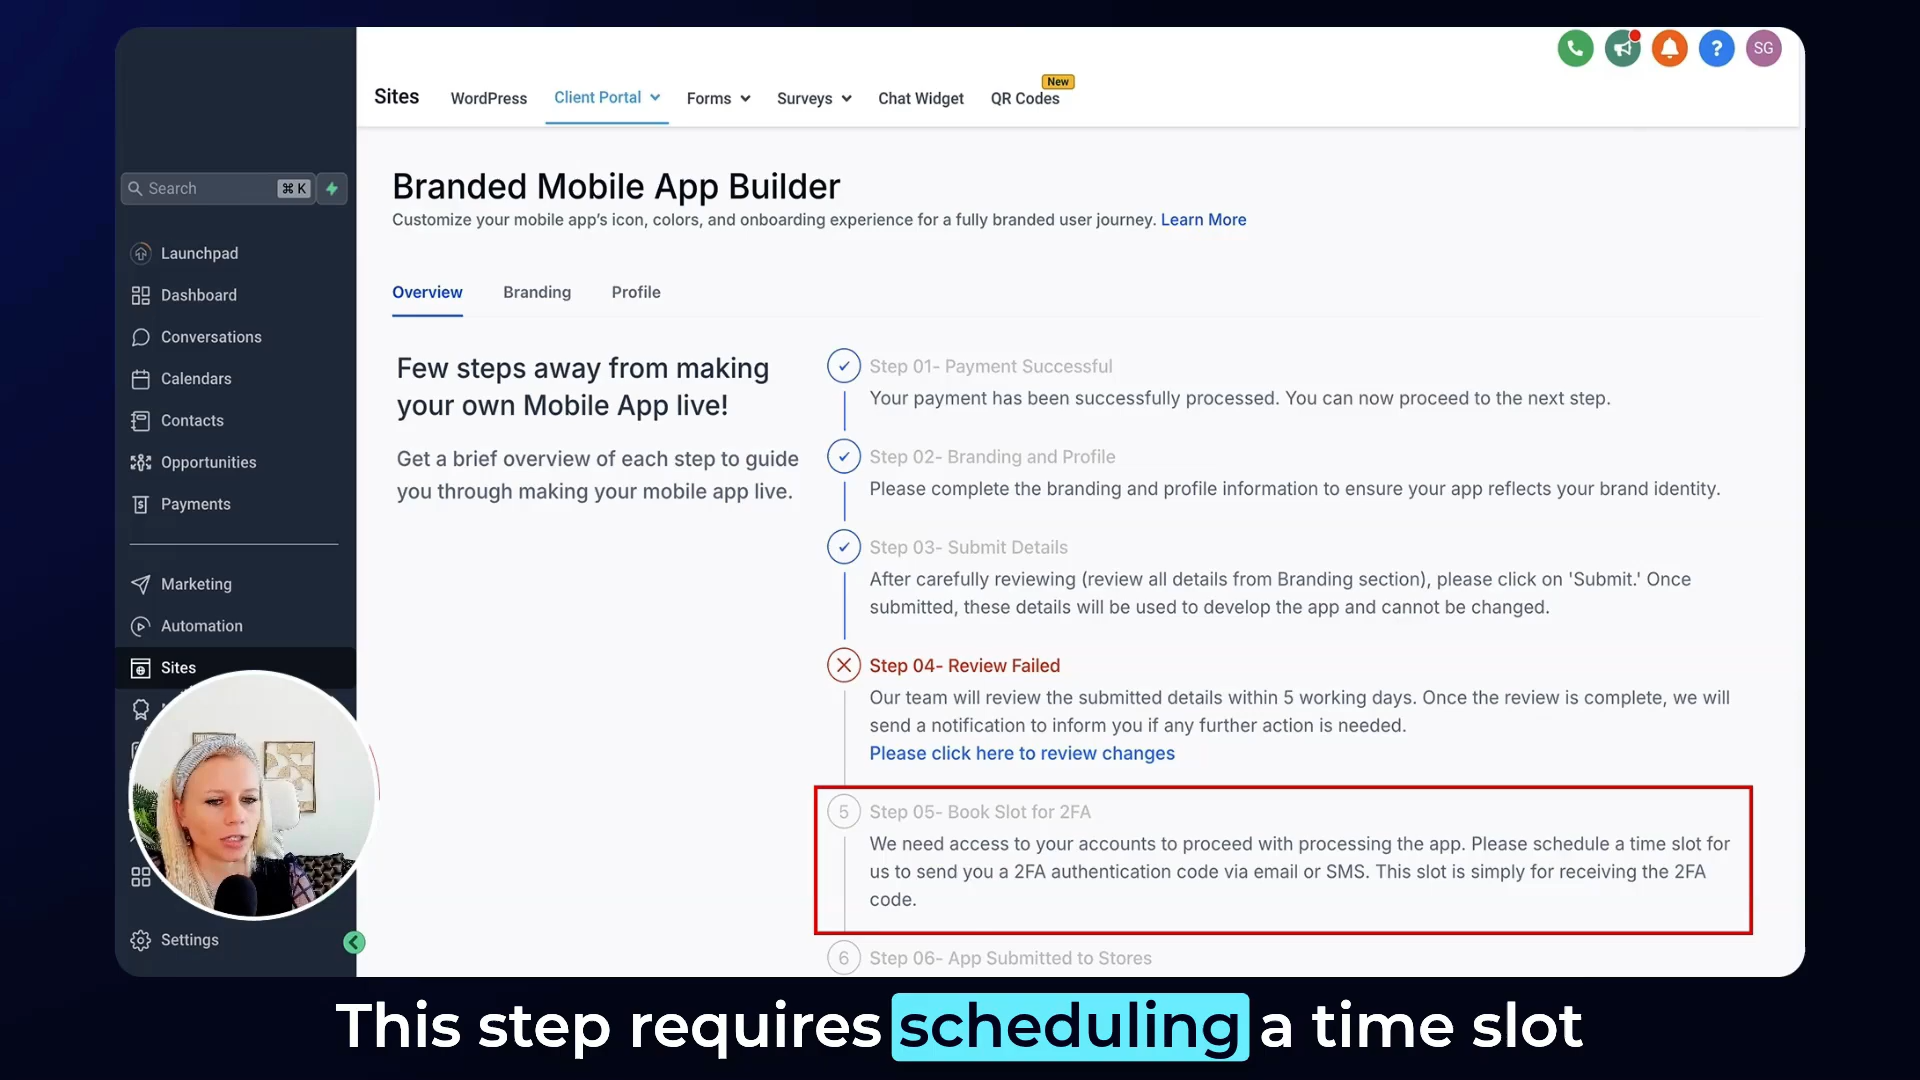 SG
Sites
WordPress
Client Portal
Forms
Surveys
Chat Widget
QR Codes
New
Search
⌘ K
Launchpad
Dashboard
Conversations
Calendars
Contacts
Opportunities
Payments
Marketing
Automation
Sites
Settings
Branded Mobile App Builder
Customize your mobile app's icon, colors, and onboarding experience for a fully branded user journey. Learn More
Overview
Branding
Profile
Few steps away from making
your own Mobile App live!
Get a brief overview of each step to guide
you through making your mobile app live.
Step 01- Payment Successful
Your payment has been successfully processed. You can now proceed to the next step.
Step 02- Branding and Profile
Please complete the branding and profile information to ensure your app reflects your brand identity.
Step 03- Submit Details
After carefully reviewing (review all details from Branding section), please click on 'Submit.' Once
submitted, these details will be used to develop the app and cannot be changed.
Step 04- Review Failed
Our team will review the submitted details within 5 working days. Once the review is complete, we will
send a notification to inform you if any further action is needed.
Please click here to review changes
5
Step 05- Book Slot for 2FA
We need access to your accounts to proceed with processing the app. Please schedule a time slot for
us to send you a 2FA authentication code via email or SMS. This slot is simply for receiving the 2FA
code.
6
Step 06- App Submitted to Stores
This step requires scheduling a time slot